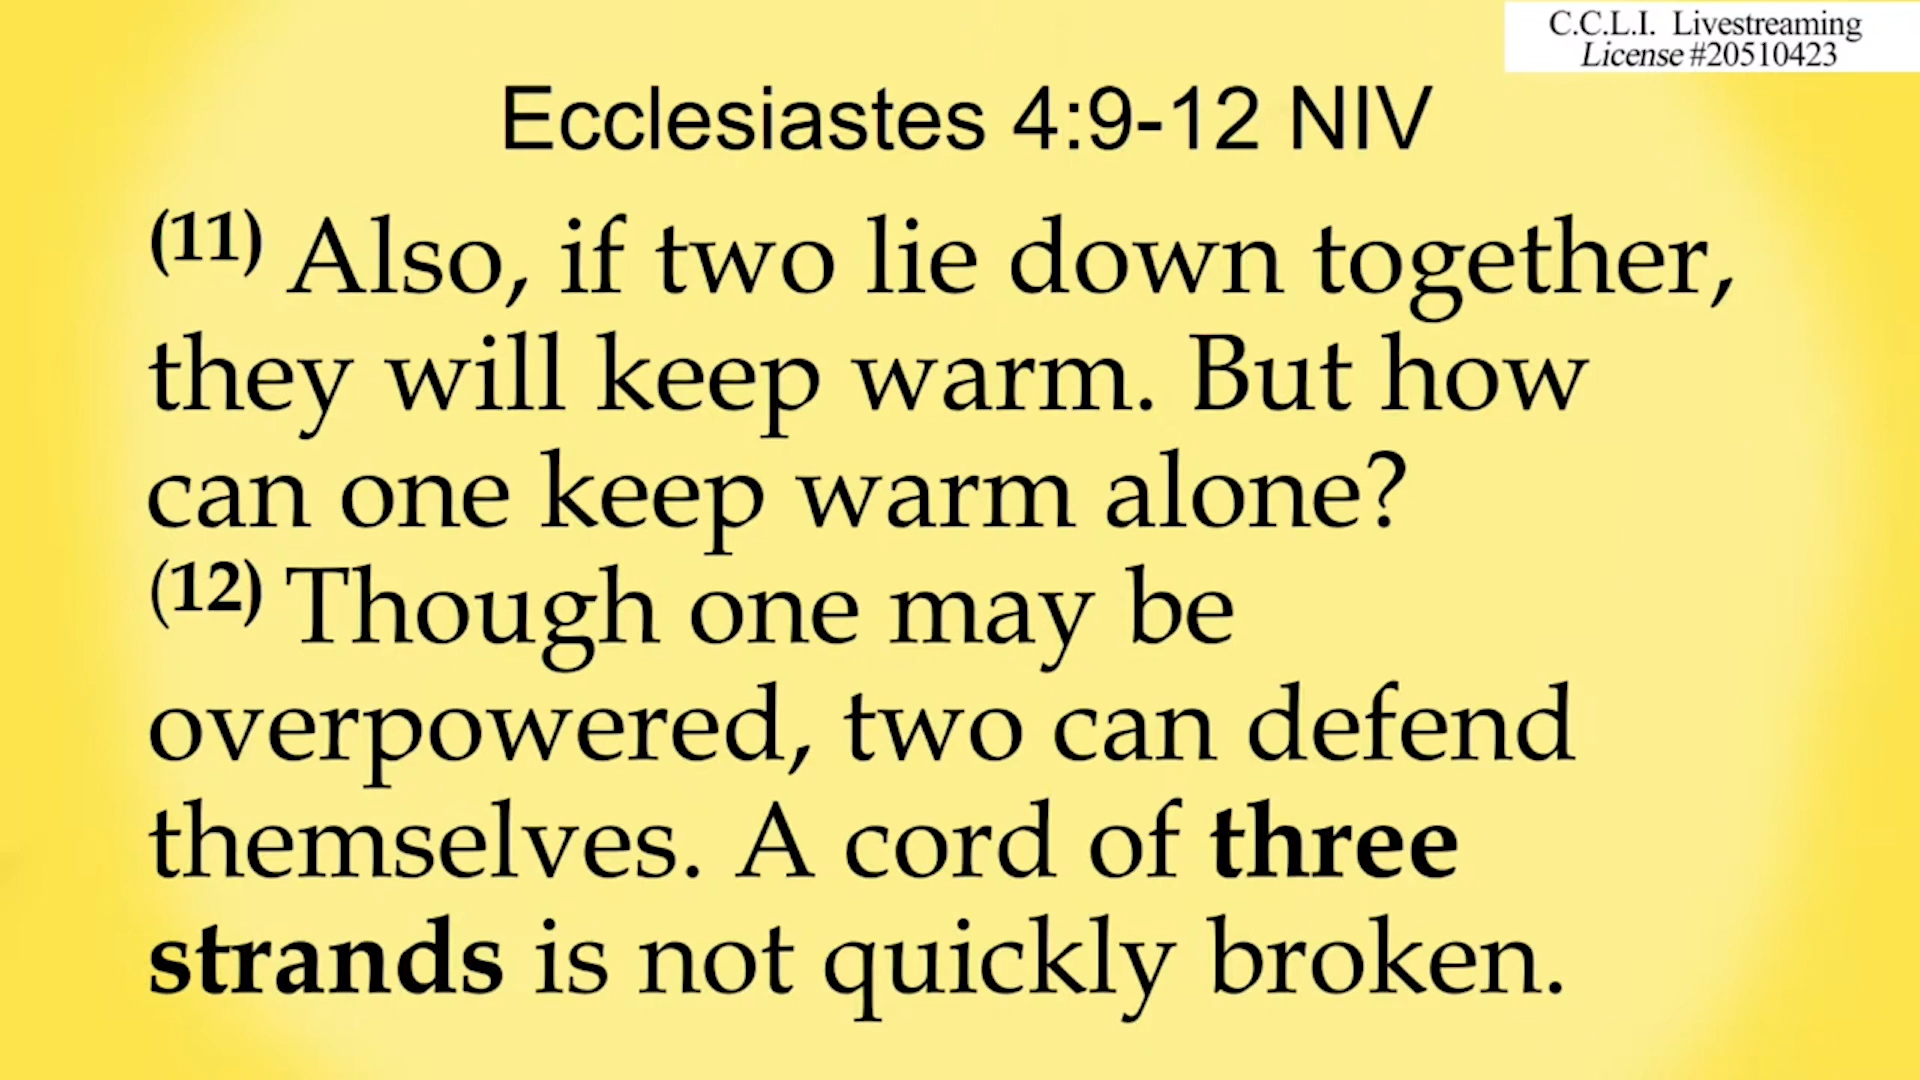 C.C.L.I. Livestreaming
License #20510423
Ecclesiastes 4:9-12 NIV
(11) Also, if two lie down together,
they will keep warm. But how
can one keep warm alone?
(12) Though one may be
overpowered, two can defend
themselves. A cord of three
strands is not quickly broken.